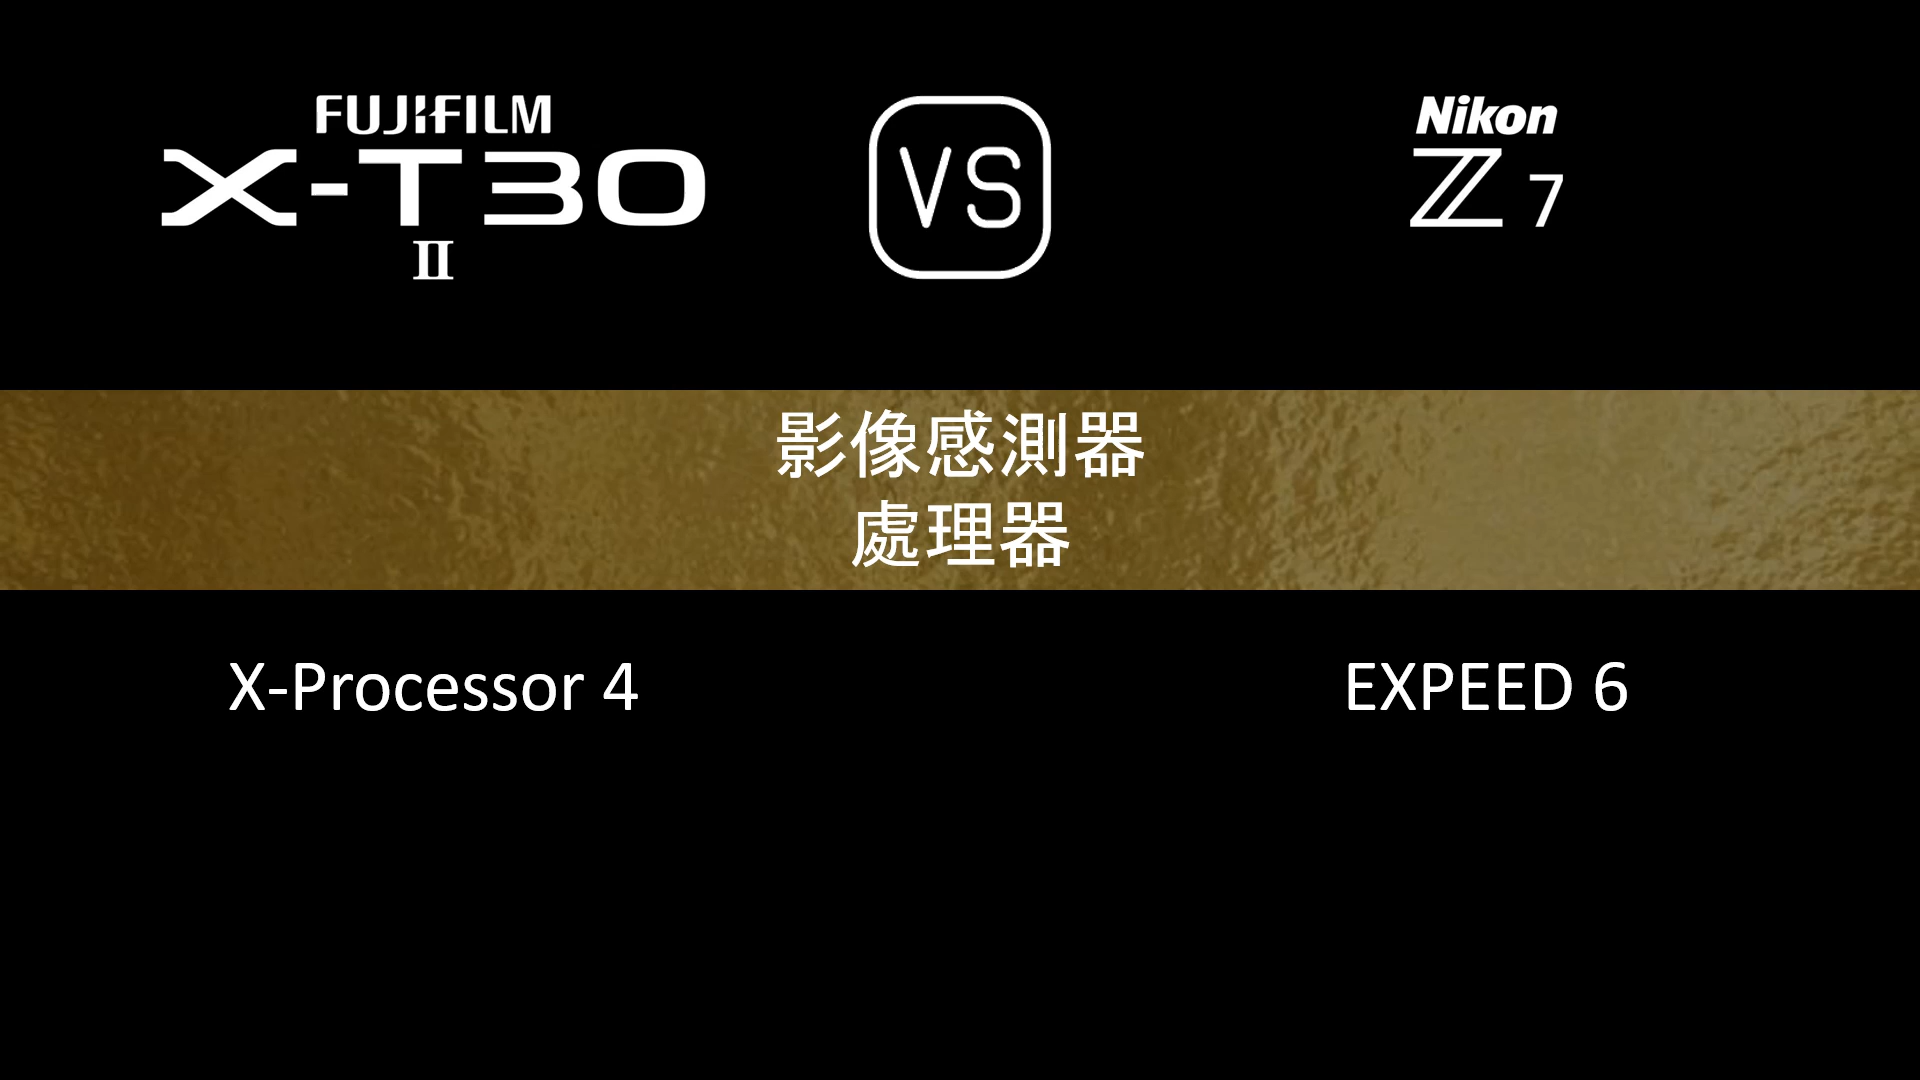 FUJIFILM
X-T30
II
VS
Nikon
Z 7
影像感測器
處理器
X-Processor 4
EXPEED 6